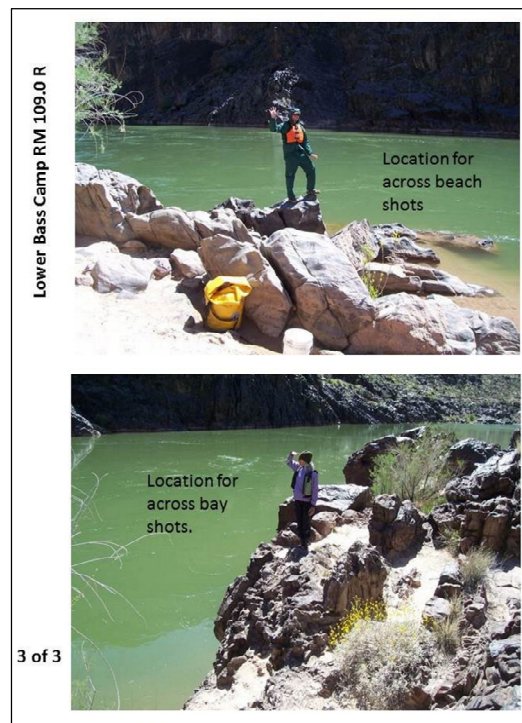 Lower Bass Camp RM 109.0 R
Location for
across beach
shots
Location for
across bay
shots.
3 of 3